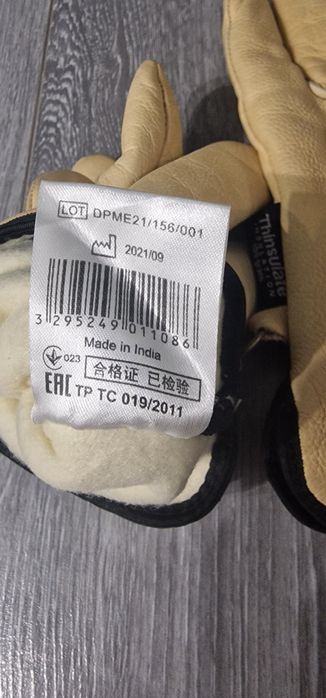 LOT DPME21/156/001
2021/09
3 295249 011086
Made in India
023
合格证 已检验
EAC TP TC 019/2011
Thinsulate
INSULATION